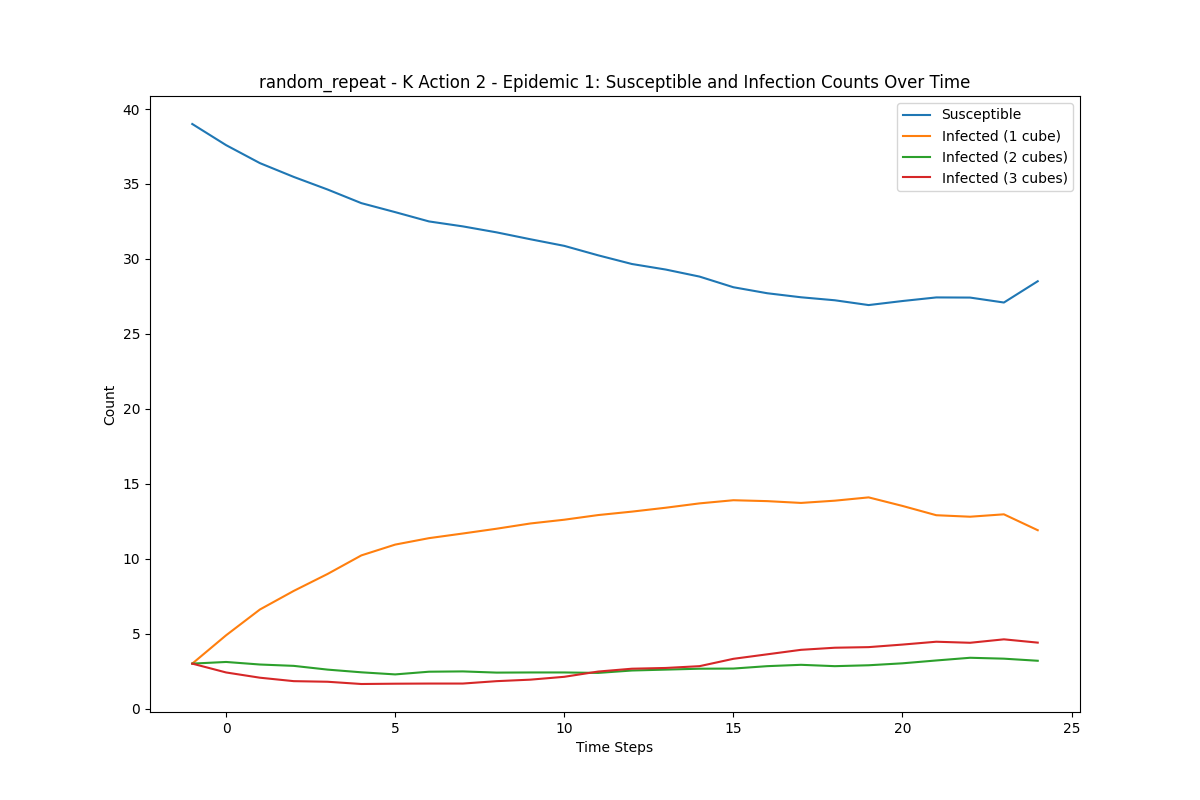 random_repeat - K Action 2 - Epidemic 1: Susceptible and Infection Counts Over Time
Susceptible
Infected (1 cube)
Infected (2 cubes)
Infected (3 cubes)
40
35
30
25
20
15
10
5
0
Count
0 5 10 15 20 25
Time Steps